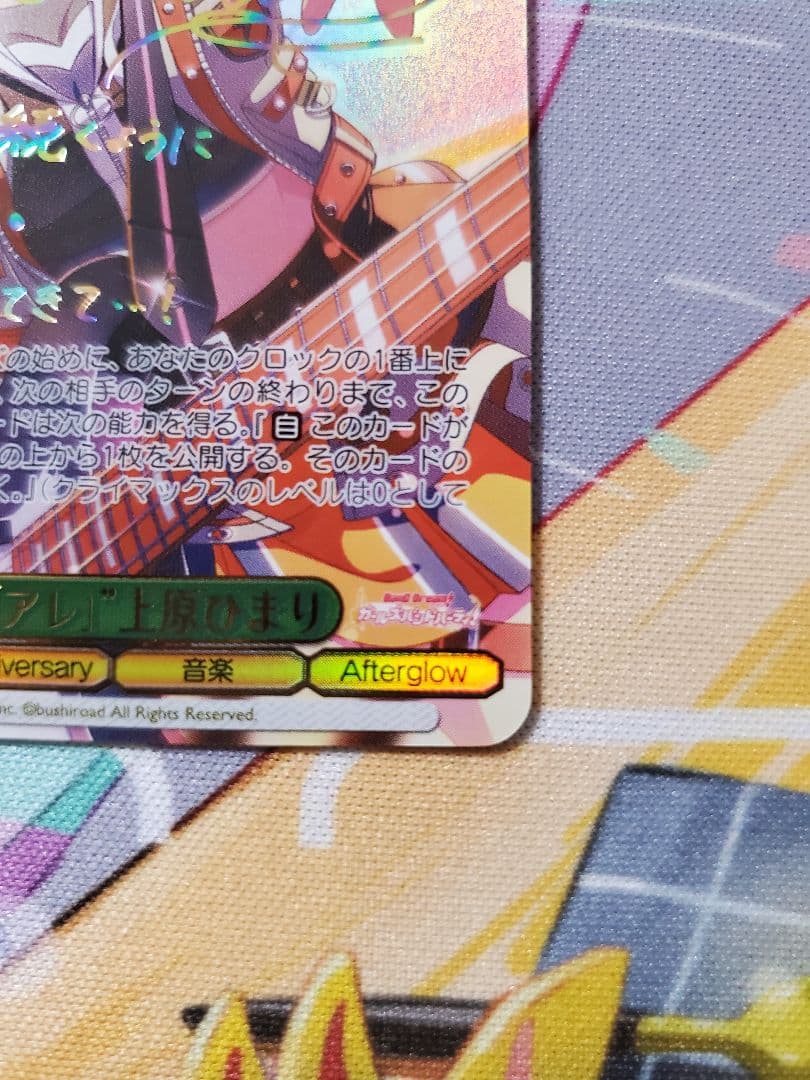 続くように
てきて…!
の始めに、あなたのクロックの1番上に
次の相手のターンの終わりまで、この
ードは次の能力を得る。『自 このカードが
の上から1枚を公開する。そのカードの
く。』(クライマックスのレベルは0として
「アレ」”上原ひまり
BanG Dream!
ガールズバンドパーティ!
iversary 音楽 Afterglow
nc. ©bushiroad All Rights Reserved.